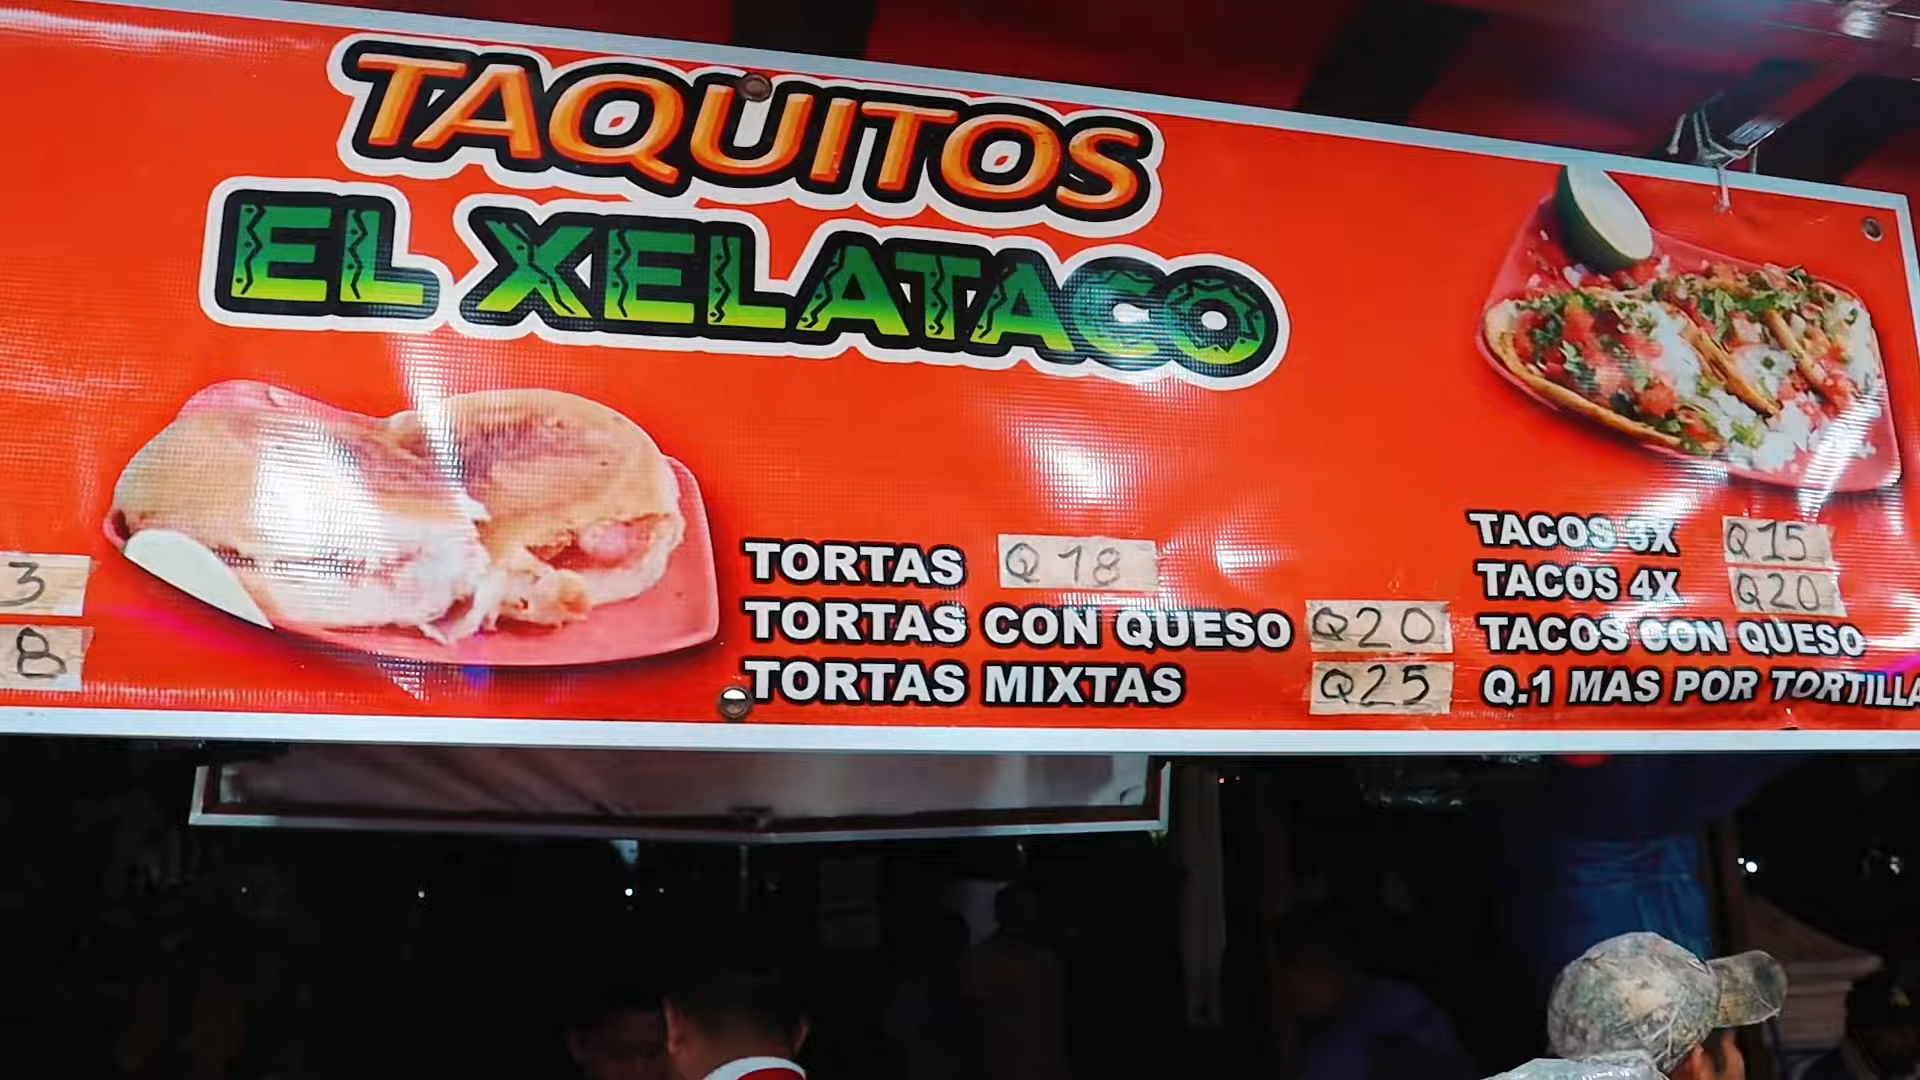 TAQUITOS
EL XELATACO
3
8
TORTAS Q18
TORTAS CON QUESO Q20
TORTAS MIXTAS Q25
TACOS 3X Q15
TACOS 4X Q20
TACOS CON QUESO
Q.1 MAS POR TORTILLA